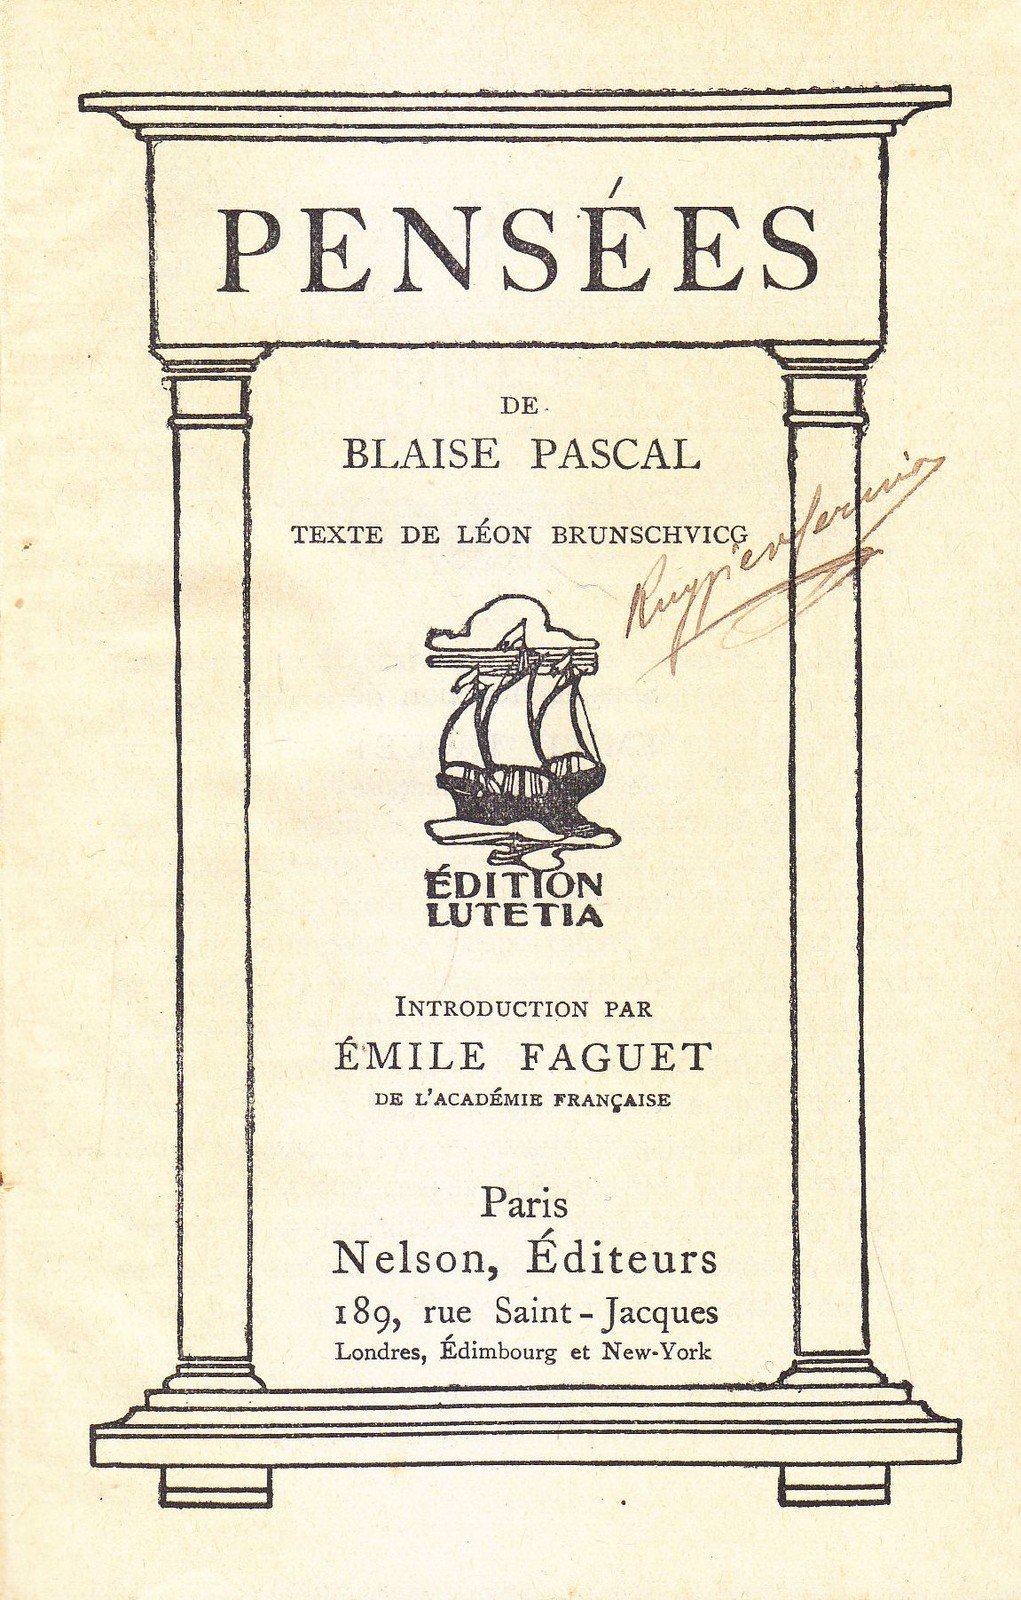 PENSÉES
DE
BLAISE PASCAL
TEXTE DE LÉON BRUNSCHVICG
ÉDITION
LUTETIA
INTRODUCTION PAR
ÉMILE FAGUET
DE L'ACADÉMIE FRANÇAISE
Paris
Nelson, Éditeurs
189, rue Saint-Jacques
Londres, Édimbourg et New-York